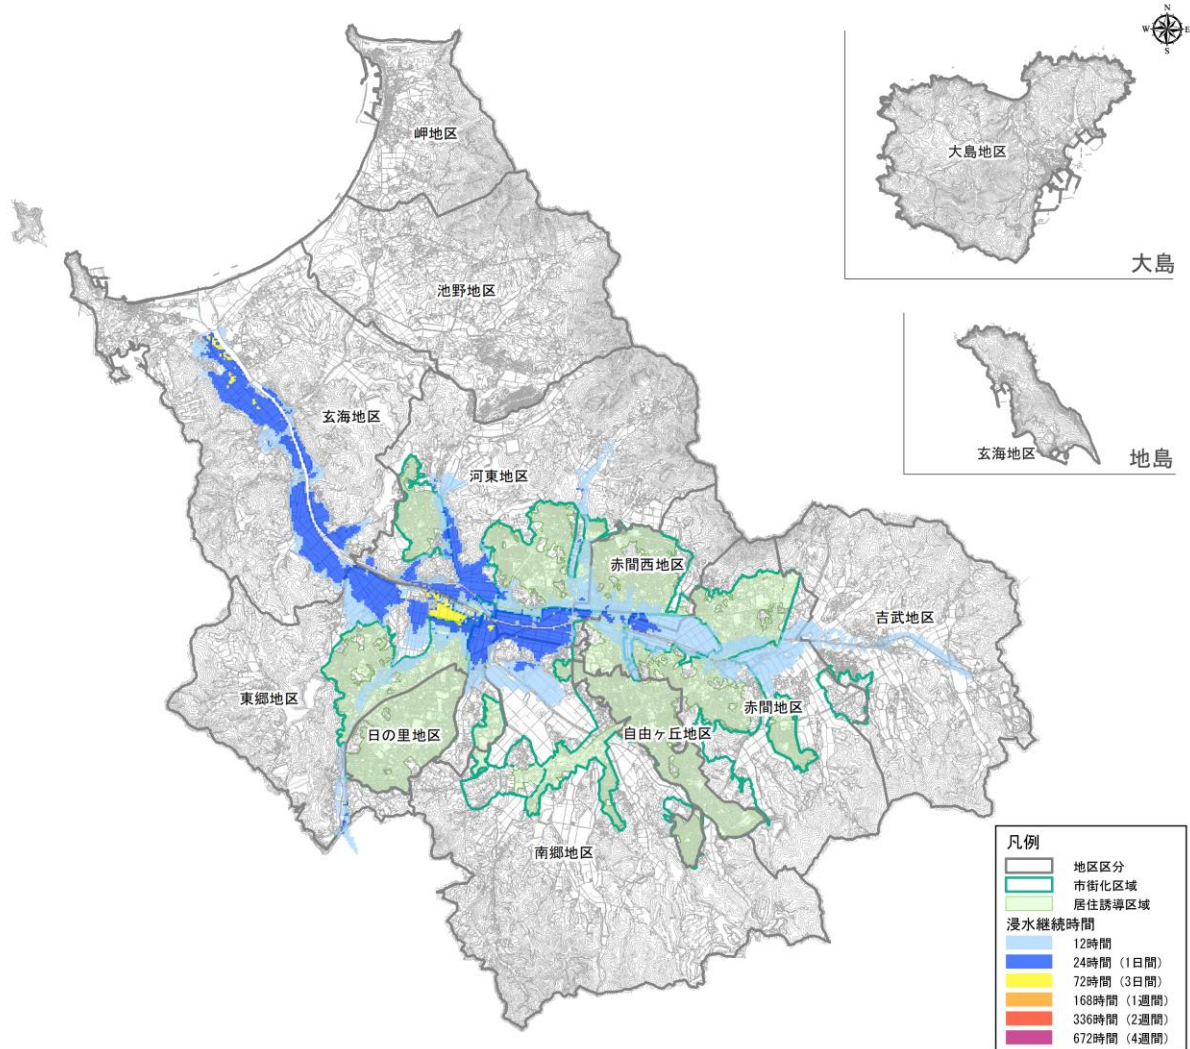 N
W E
S
岬地区
大島地区
大島
池野地区
玄海地区
玄海地区
地島
河東地区
赤間西地区
吉武地区
東郷地区
日の里地区
自由ヶ丘地区
赤間地区
南郷地区
凡例
地区区分
市街化区域
居住誘導区域
浸水継続時間
12時間
24時間（1日間）
72時間（3日間）
168時間（1週間）
336時間（2週間）
672時間（4週間）